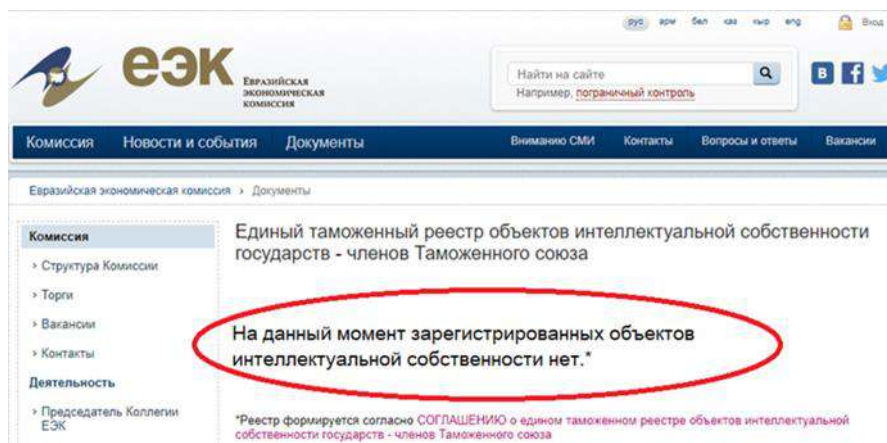 рус арм бел каз кыр eng Вход
еэк
Евразийская
экономическая
комиссия
Найти на сайте
Например, пограничный контроль
Комиссия Новости и события Документы Вниманию СМИ Контакты Вопросы и ответы Вакансии
Евразийская экономическая комиссия › Документы
Комиссия
› Структура Комиссии
› Торги
› Вакансии
› Контакты
Деятельность
› Председатель Коллегии
ЕЭК
Единый таможенный реестр объектов интеллектуальной собственности
государств - членов Таможенного союза
На данный момент зарегистрированных объектов
интеллектуальной собственности нет.*
*Реестр формируется согласно СОГЛАШЕНИЮ о едином таможенном реестре объектов интеллектуальной
собственности государств - членов Таможенного союза